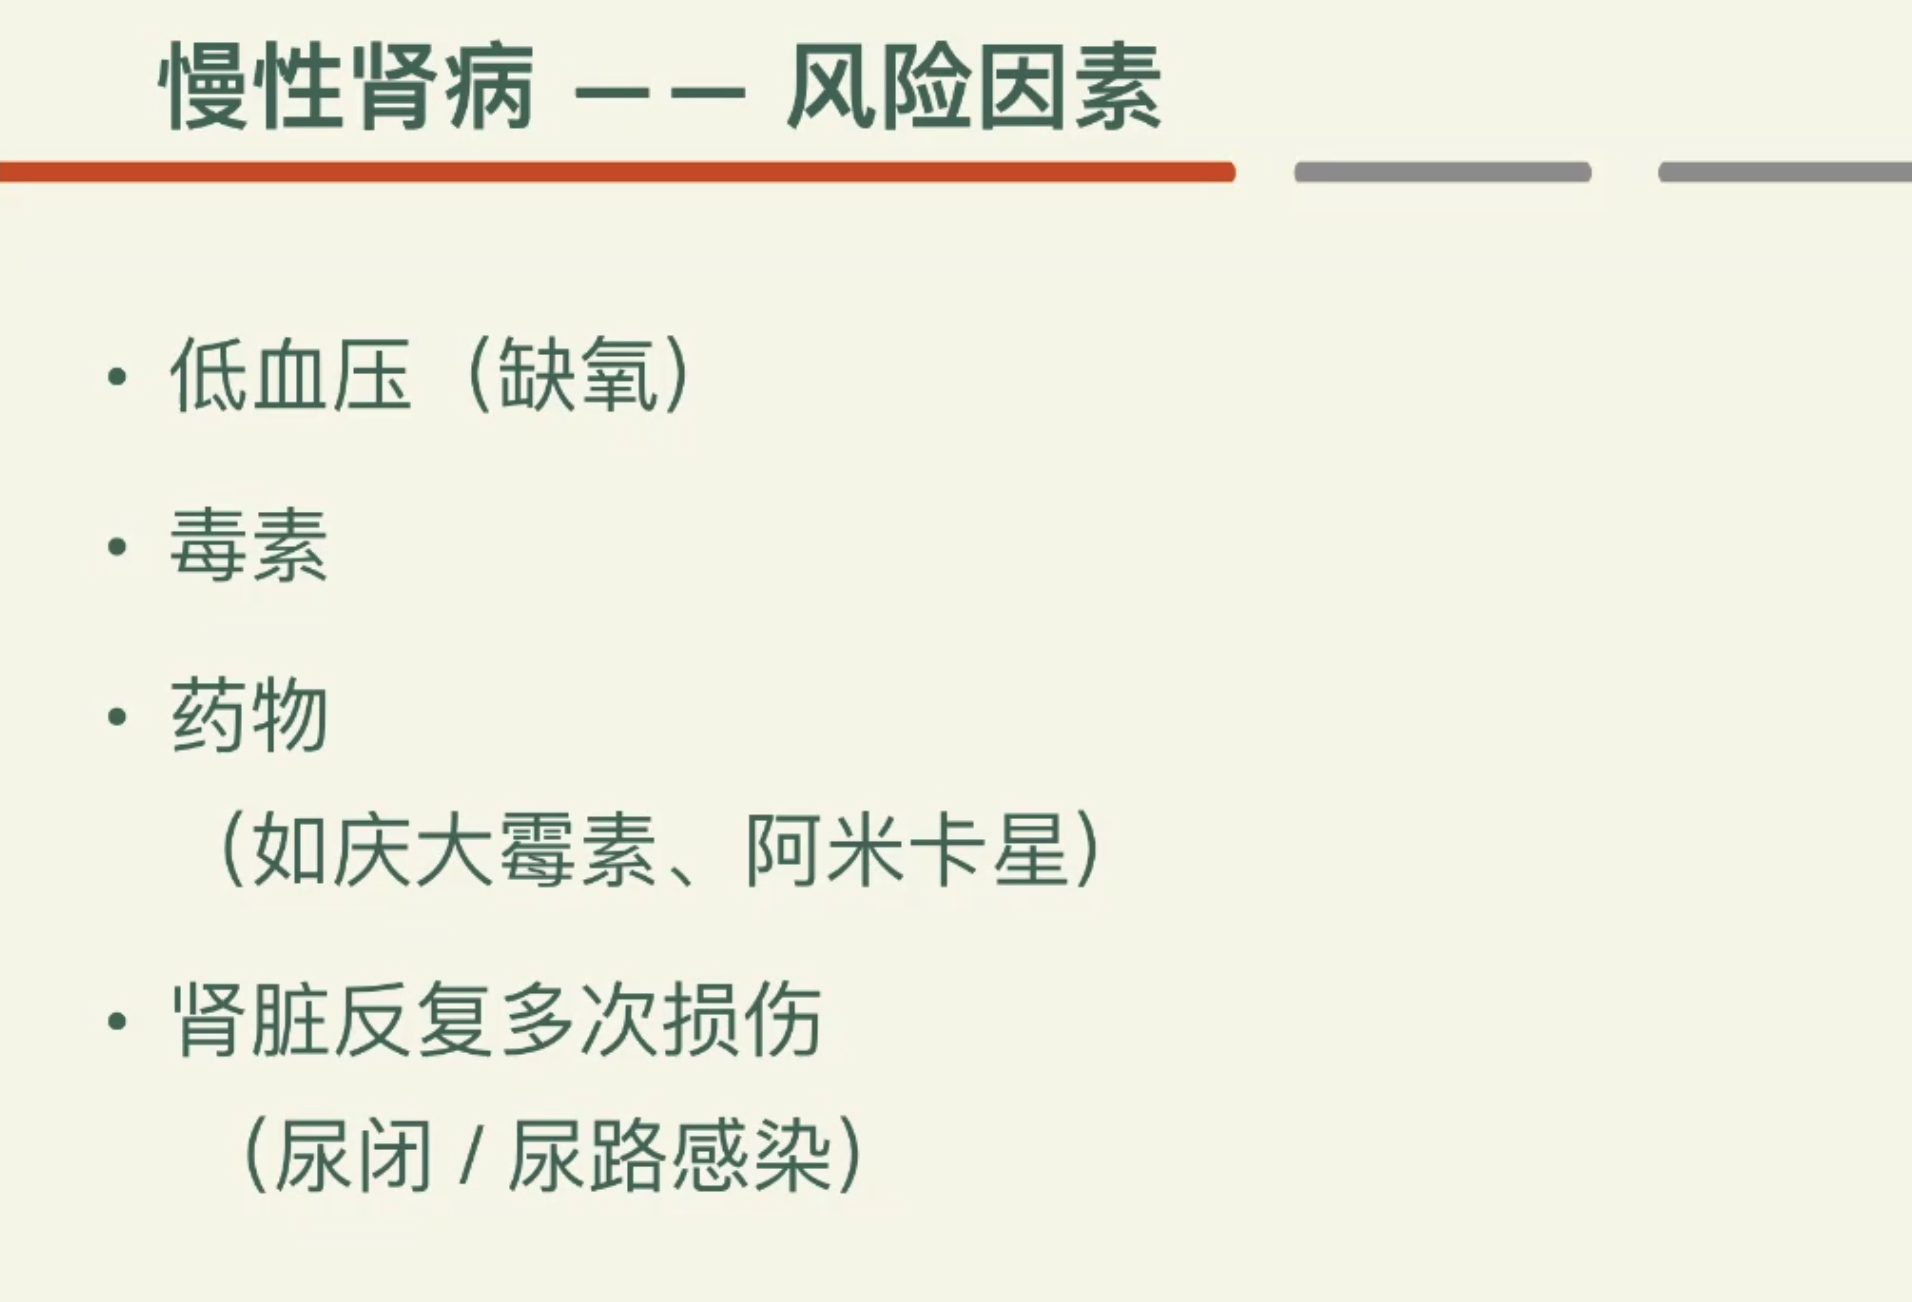 慢性肾病 —— 风险因素
• 低血压（缺氧）
• 毒素
• 药物
（如庆大霉素、阿米卡星）
• 肾脏反复多次损伤
（尿闭 / 尿路感染）